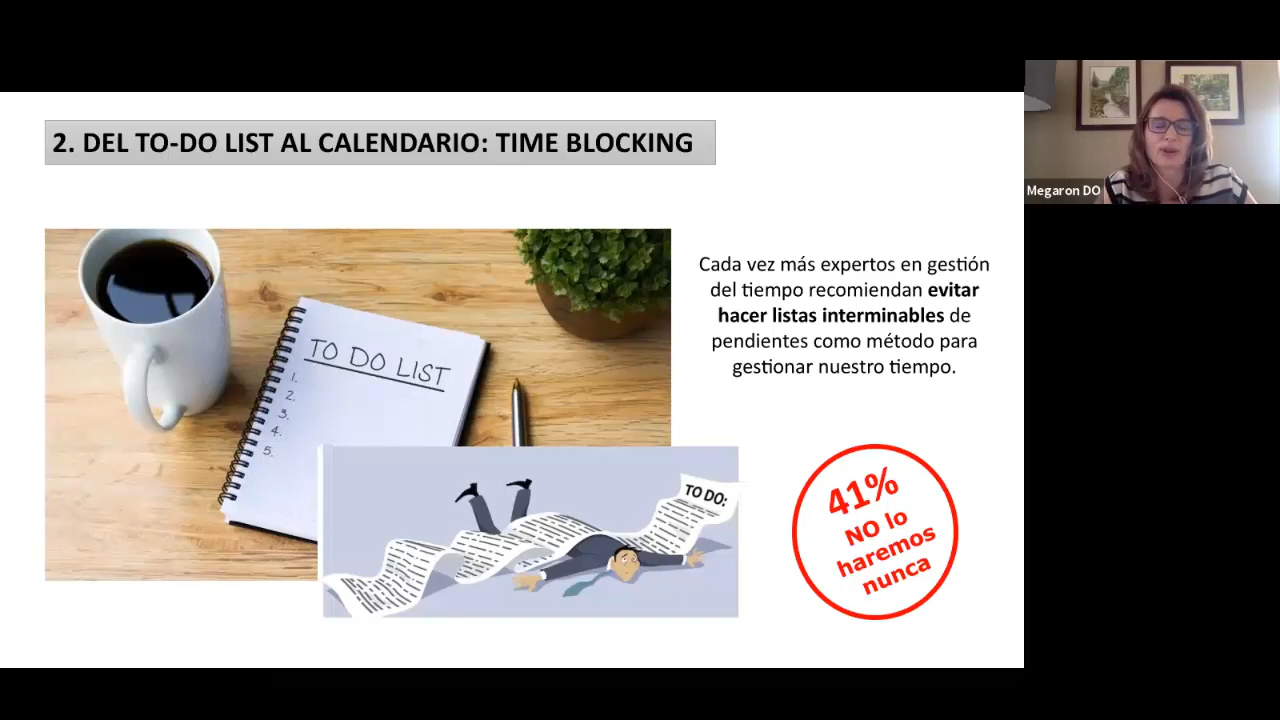 2. DEL TO-DO LIST AL CALENDARIO: TIME BLOCKING
Megaron DO
TO DO LIST
1.
2.
3.
4.
5.
Cada vez más expertos en gestión
del tiempo recomiendan evitar
hacer listas interminables de
pendientes como método para
gestionar nuestro tiempo.
TO DO:
41%
NO lo
haremos
nunca